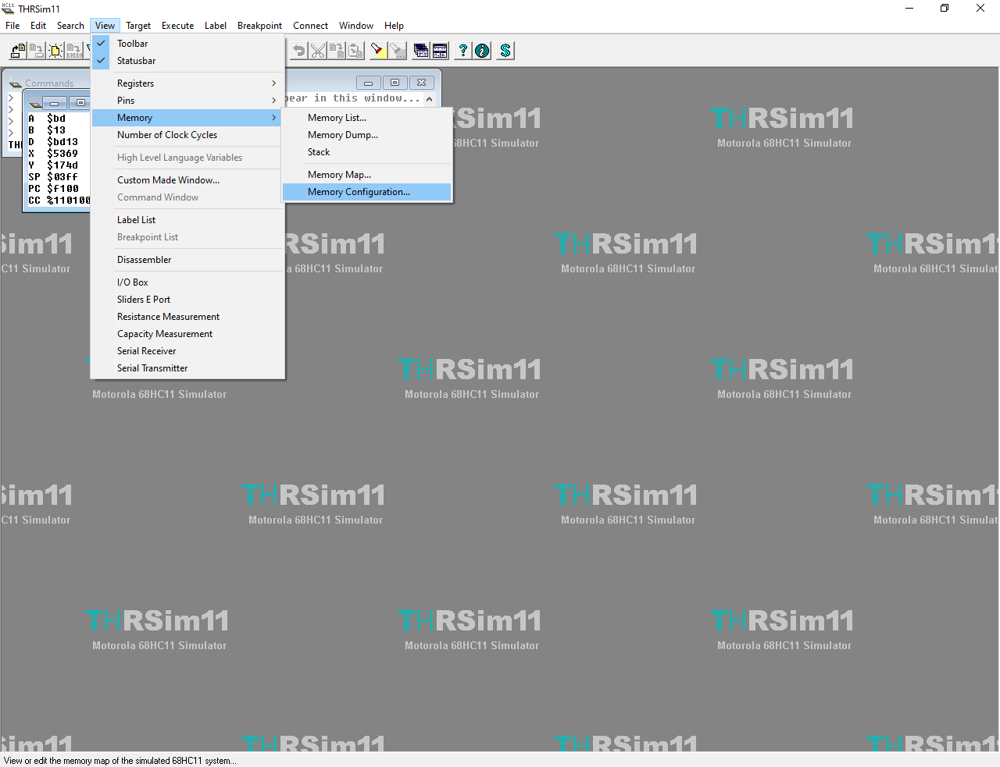 HC11
THRSim11
File Edit Search View Target Execute Label Breakpoint Connect Window Help
Toolbar
Statusbar
Registers
Pins
Memory
Number of Clock Cycles
High Level Language Variables
Custom Made Window...
Command Window
Label List
Breakpoint List
Disassembler
I/O Box
Sliders E Port
Resistance Measurement
Capacity Measurement
Serial Receiver
Serial Transmitter
Memory List...
Memory Dump...
Stack
Memory Map...
Memory Configuration...
Commands
pear in this window...
A $bd
B $13
D $bd13
X $5369
Y $174d
SP $03ff
PC $f100
CC %110100
RSim11 THRSim11
68HC11 Simulator Motorola 68HC11 Simulator
Sim11 RSim11 THRSim11 THRSim1
C11 Simulator a 68HC11 Simulator Motorola 68HC11 Simulator Motorola 68HC11 Simulat
THRSim11 THRSim11
Motorola 68HC11 Simulator Motorola 68HC11 Simulator Motorola 68HC11 Simulator
Sim11 THRSim11 THRSim11 THRSim1
C11 Simulator Motorola 68HC11 Simulator Motorola 68HC11 Simulator Motorola 68HC11 Simulat
THRSim11 THRSim11 THRSim11
Motorola 68HC11 Simulator Motorola 68HC11 Simulator Motorola 68HC11 Simulator
Sim11 THRSim11 THRSim11 THRSim1
View or edit the memory map of the simulated 68HC11 system...